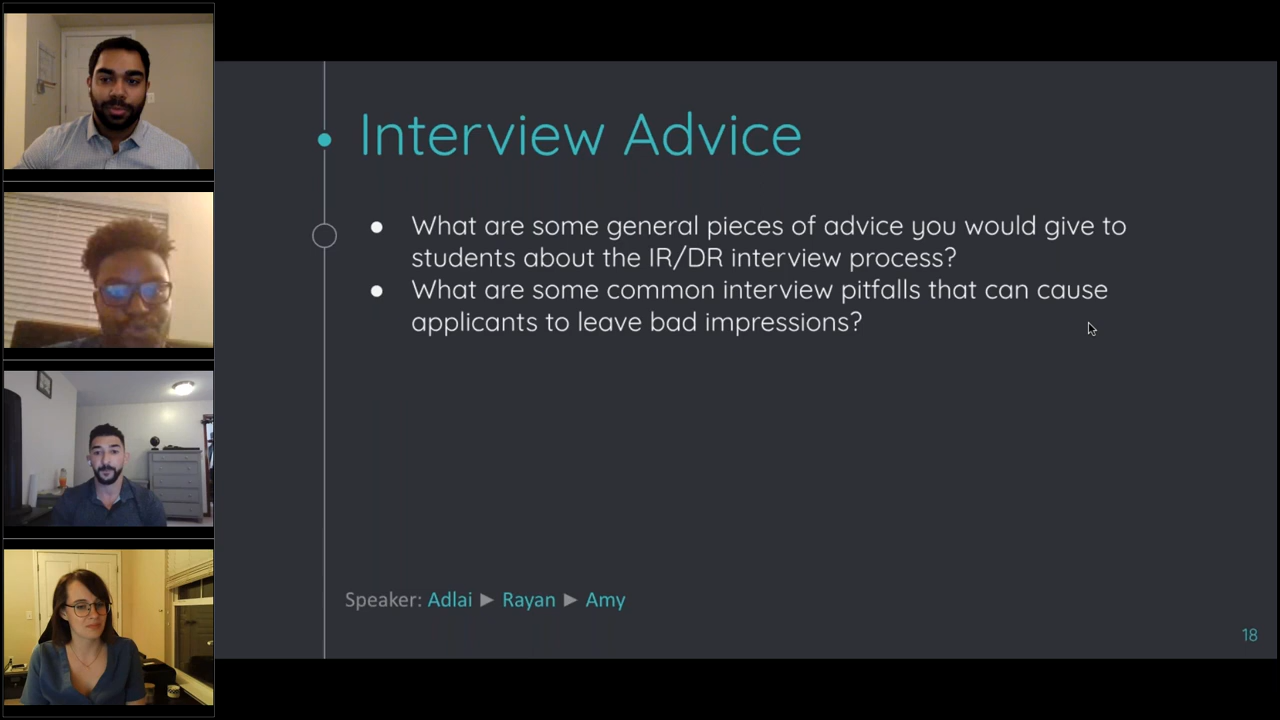 Interview Advice
● What are some general pieces of advice you would give to
students about the IR/DR interview process?
● What are some common interview pitfalls that can cause
applicants to leave bad impressions?
Speaker: Adlai ► Rayan ► Amy
18